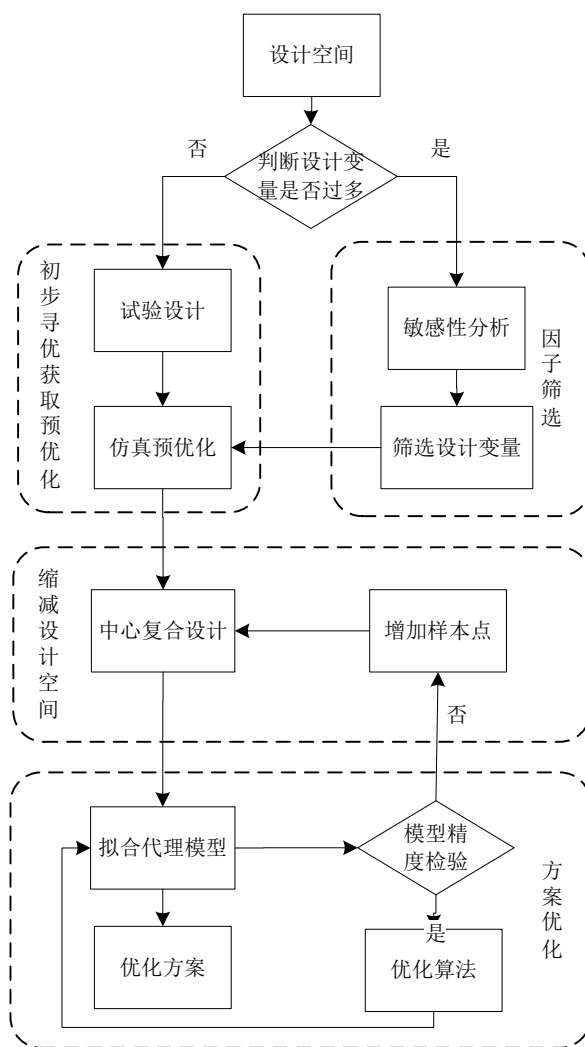 设计空间
否
判断设计变
量是否过多
是
初步寻优获取预优化
试验设计
敏感性分析
因子筛选
仿真预优化
筛选设计变量
缩减设计空间
中心复合设计
增加样本点
否
拟合代理模型
模型精
度检验
方案优化
是
优化方案
优化算法